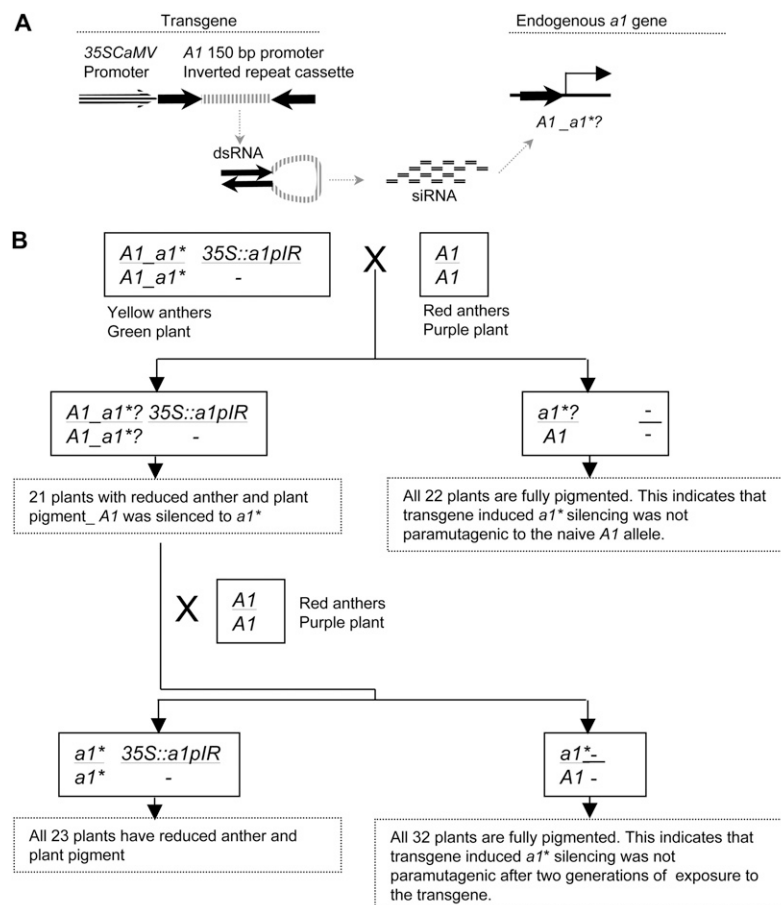 A
Transgene
Endogenous a1 gene
35SCaMV
Promoter
A1 150 bp promoter
Inverted repeat cassette
dsRNA
siRNA
A1 _a1*?
B
A1_a1* 35S::a1pIR
A1_a1* -
X
A1
A1
Yellow anthers
Green plant
Red anthers
Purple plant
A1_a1*? 35S::a1pIR
A1_a1*? -
a1*? -
A1 -
21 plants with reduced anther and plant
pigment_ A1 was silenced to a1*
All 22 plants are fully pigmented. This indicates that
transgene induced a1* silencing was not
paramutagenic to the naive A1 allele.
X
A1
A1
Red anthers
Purple plant
a1* 35S::a1pIR
a1* -
a1*-
A1 -
All 23 plants have reduced anther and
plant pigment
All 32 plants are fully pigmented. This indicates that
transgene induced a1* silencing was not
paramutagenic after two generations of exposure to
the transgene.